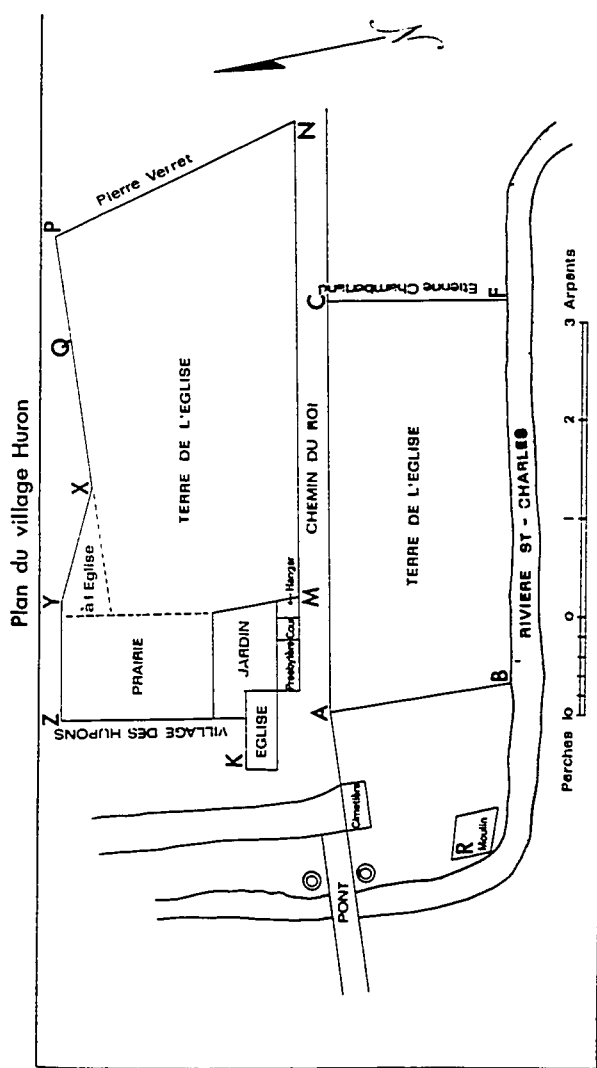 Plan du village Huron
N
Z
Y
X
Q
P
Pierre Verret
N
à l Eglise
PRAIRIE
TERRE DE L'EGLISE
JARDIN
VILLAGE DES HUPONS
K
EGLISE
Presbytère
Cour
← Hangar
M
CHEMIN DU ROI
A
C
Etienne Chamberland
TERRE DE L'EGLISE
B
F
Cimetière
PONT
R
Moulin
RIVIERE ST - CHARLES
Perches 10 0 1 2 3 Arpents